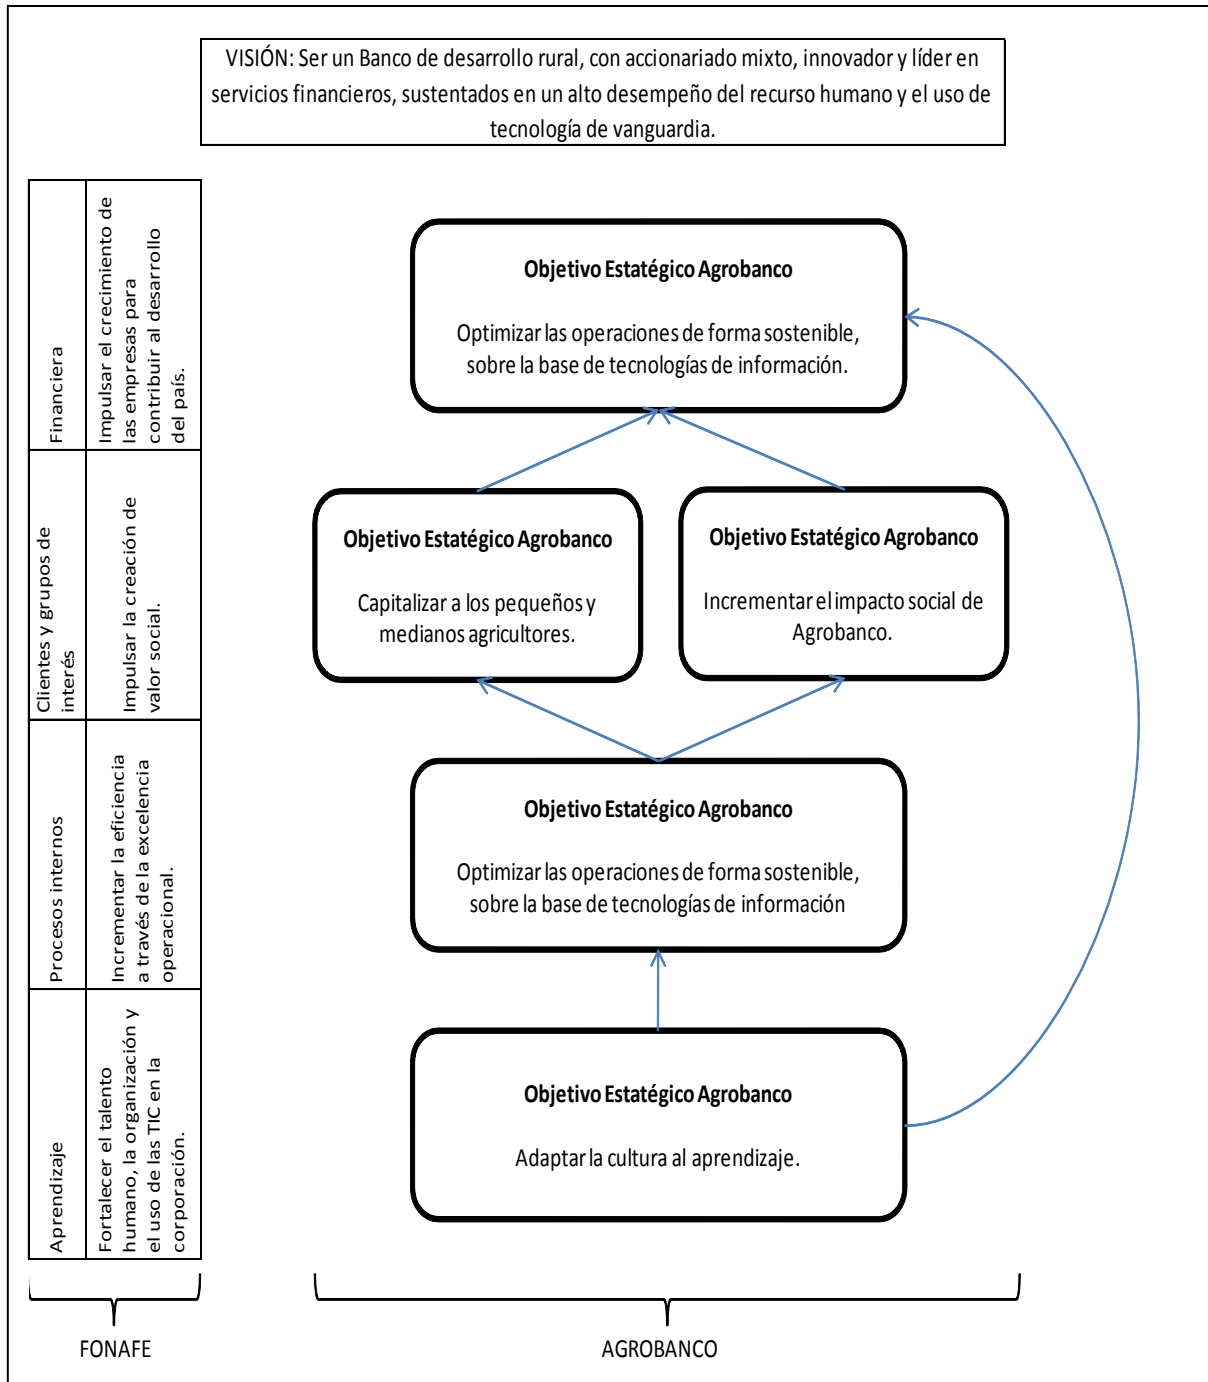 VISIÓN: Ser un Banco de desarrollo rural, con accionariado mixto, innovador y líder en
servicios financieros, sustentados en un alto desempeño del recurso humano y el uso de
tecnología de vanguardia.
Financiera
Impulsar el crecimiento de
las empresas para
contribuir al desarrollo
del país.
Objetivo Estatégico Agrobanco
Optimizar las operaciones de forma sostenible,
sobre la base de tecnologías de información.
Clientes y grupos de
interés
Impulsar la creación de
valor social.
Objetivo Estatégico Agrobanco
Capitalizar a los pequeños y
medianos agricultores.
Objetivo Estatégico Agrobanco
Incrementar el impacto social de
Agrobanco.
Procesos internos
Incrementar la eficiencia
a través de la excelencia
operacional.
Objetivo Estatégico Agrobanco
Optimizar las operaciones de forma sostenible,
sobre la base de tecnologías de información
Aprendizaje
Fortalecer el talento
humano, la organización y
el uso de las TIC en la
corporación.
Objetivo Estatégico Agrobanco
Adaptar la cultura al aprendizaje.
FONAFE
AGROBANCO